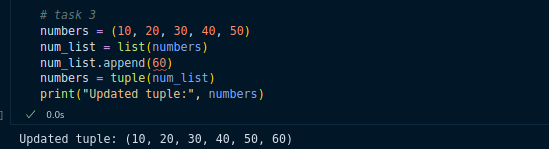 # task 3
numbers = (10, 20, 30, 40, 50)
num_list = list(numbers)
num_list.append(60)
numbers = tuple(num_list)
print("Updated tuple:", numbers)
]
✓ 0.0s
Updated tuple: (10, 20, 30, 40, 50, 60)